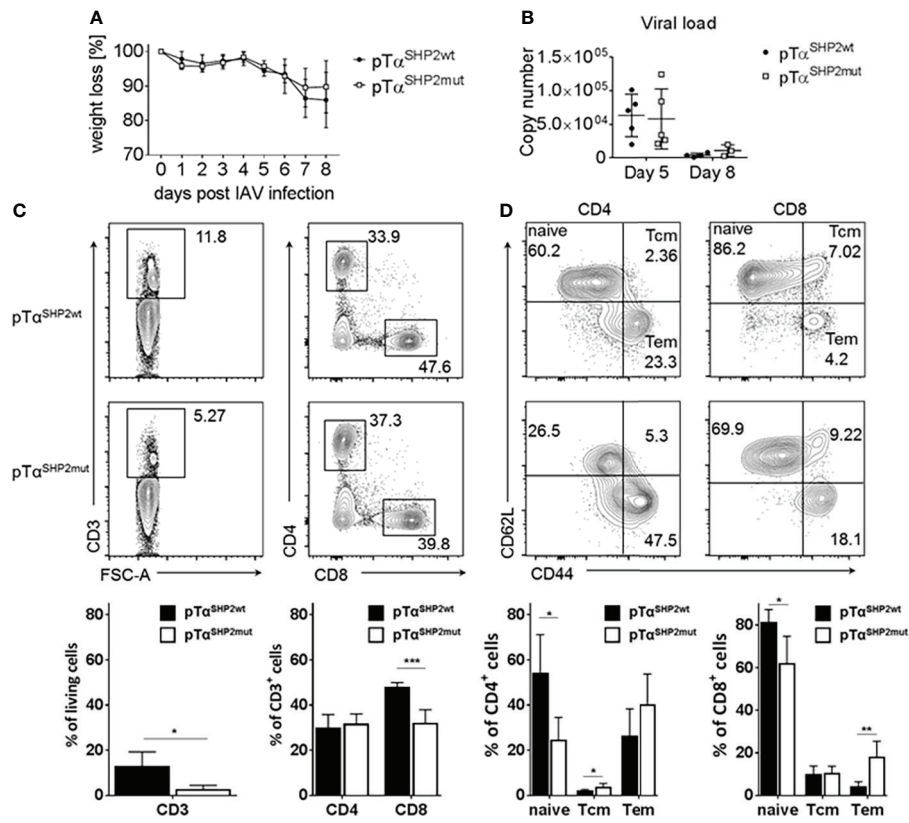 A
weight loss [%]
100
90
80
70
0 1 2 3 4 5 6 7 8
days post IAV infection
pTα^SHP2wt
pTα^SHP2mut
B
Viral load
Copy number
1.5×10^05
1.0×10^05
5.0×10^04
0
Day 5 Day 8
pTα^SHP2wt
pTα^SHP2mut
C
pTα^SHP2wt
11.8
33.9
47.6
pTα^SHP2mut
5.27
37.3
39.8
CD3
FSC-A
CD4
CD8
D
CD4 CD8
naive
60.2
Tcm
2.36
Tem
23.3
naive
86.2
Tcm
7.02
Tem
4.2
26.5
5.3
47.5
69.9
9.22
18.1
CD62L
CD44
% of living cells
80
60
40
20
0
pTα^SHP2wt
pTα^SHP2mut
*
CD3
% of CD3^+ cells
80
60
40
20
0
pTα^SHP2wt
pTα^SHP2mut
***
CD4 CD8
% of CD4^+ cells
80
60
40
20
0
pTα^SHP2wt
pTα^SHP2mut
*
*
naive Tcm Tem
% of CD8^+ cells
80
60
40
20
0
pTα^SHP2wt
pTα^SHP2mut
*
**
naive Tcm Tem